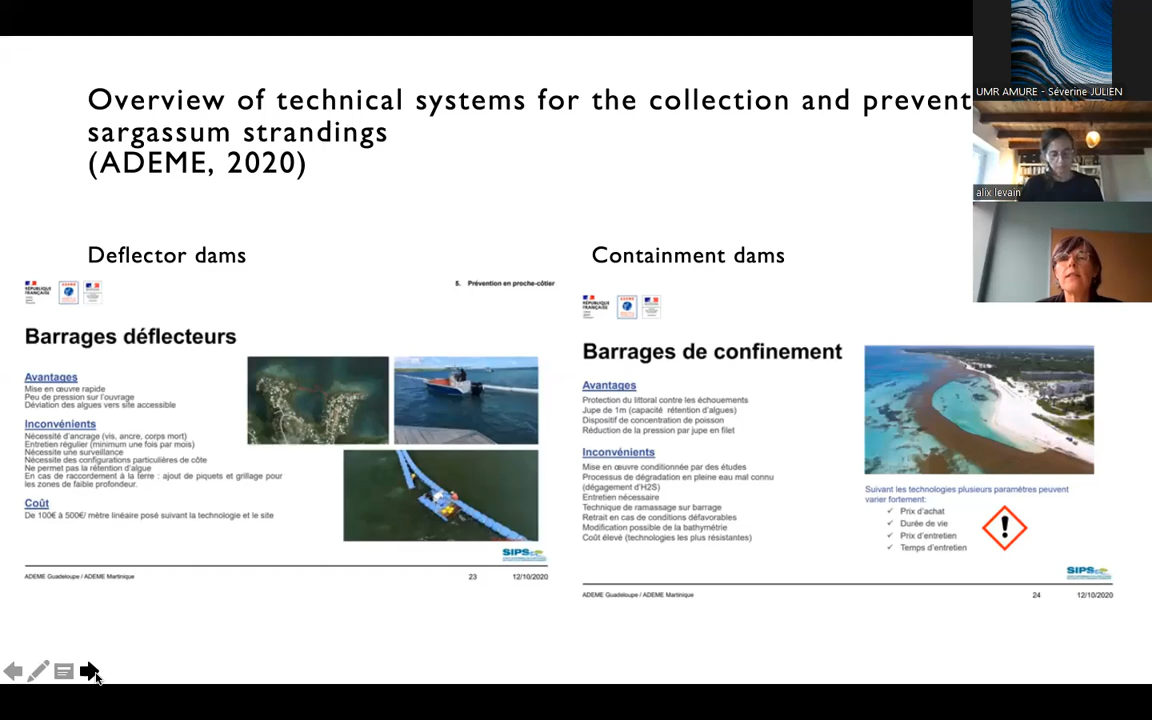 Overview of technical systems for the collection and prevent
sargassum strandings
(ADEME, 2020)
UMR AMURE - Séverine JULIEN
alix levain
Deflector dams
RÉPUBLIQUE
FRANÇAISE
5. Prévention en proche-côtier
Barrages déflecteurs
Avantages
Mise en œuvre rapide
Peu de pression sur l'ouvrage
Déviation des algues vers site accessible
Inconvénients
Nécessité d'ancrage (vis, ancre, corps mort)
Entretien régulier (minimum une fois par mois)
Nécessite une surveillance
Nécessite des configurations particulières de côte
Ne permet pas la rétention d'algue
En cas de raccordement à la terre : ajout de piquets et grillage pour
les zones de faible profondeur.
Coût
De 100€ à 500€/ mètre linéaire posé suivant la technologie et le site
SIPS
ADEME Guadeloupe / ADEME Martinique
23
12/10/2020
Containment dams
RÉPUBLIQUE
FRANÇAISE
Barrages de confinement
Avantages
Protection du littoral contre les échouements
Jupe de 1m (capacité rétention d'algues)
Dispositif de concentration de poisson
Réduction de la pression par jupe en filet
Inconvénients
Mise en œuvre conditionnée par des études
Processus de dégradation en pleine eau mal connu
(dégagement d'H2S)
Entretien nécessaire
Technique de ramassage sur barrage
Retrait en cas de conditions défavorables
Modification possible de la bathymétrie
Coût élevé (technologies les plus résistantes)
Suivant les technologies plusieurs paramètres peuvent
varier fortement:
✓ Prix d'achat
✓ Durée de vie
✓ Prix d'entretien
✓ Temps d'entretien
SIPS
ADEME Guadeloupe / ADEME Martinique
24
12/10/2020